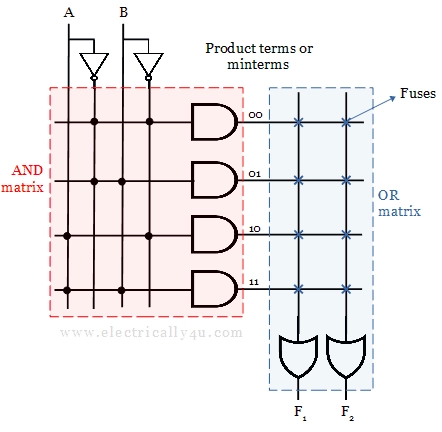 A
B
Product terms or
minterms
Fuses
AND
matrix
OR
matrix
00
01
10
11
www.electrically4u.com
F1
F2